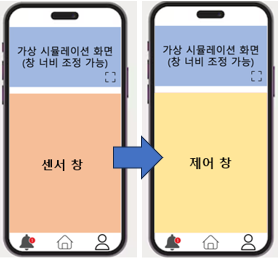 가상 시뮬레이션 화면
(창 너비 조정 가능)
센서 창
가상 시뮬레이션 화면
(창 너비 조정 가능)
제어 창